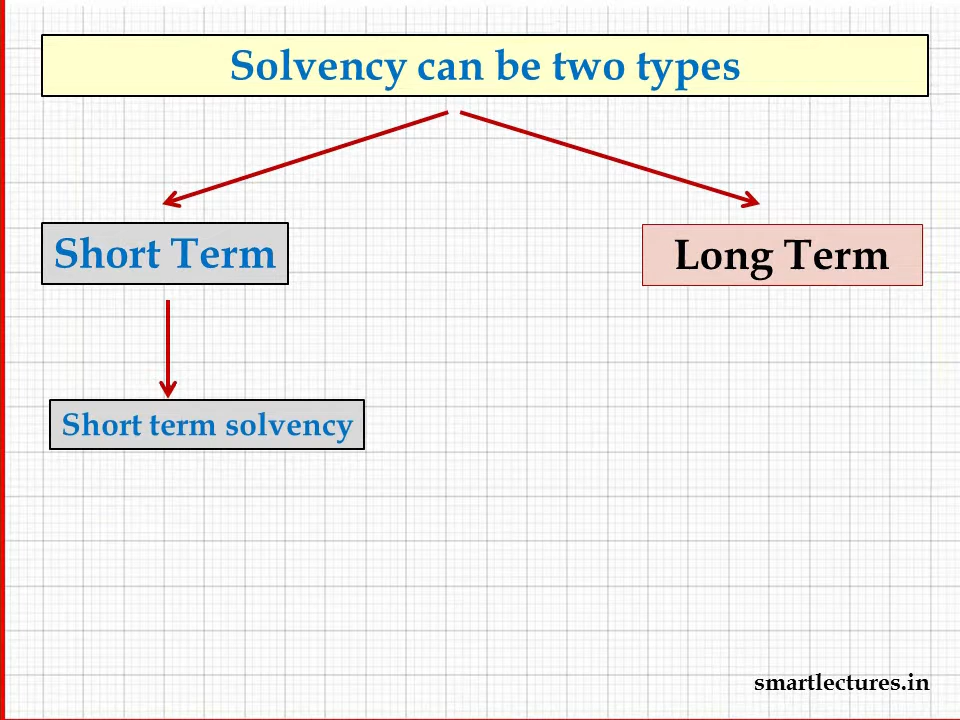 Solvency can be two types
Short Term
Long Term
Short term solvency
smartlectures.in